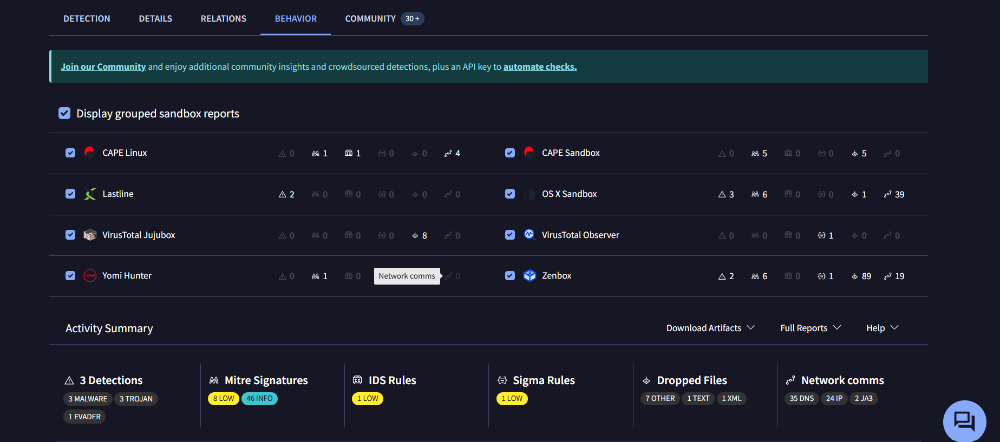 DETECTION DETAILS RELATIONS BEHAVIOR COMMUNITY 30 +
Join our Community and enjoy additional community insights and crowdsourced detections, plus an API key to automate checks.
Display grouped sandbox reports
CAPE Linux 0 1 1 0 0 4 CAPE Sandbox 0 5 0 0 5 0
Lastline 2 0 0 0 0 0 OS X Sandbox 3 6 0 0 1 39
VirusTotal Jujubox 0 0 0 0 8 0 VirusTotal Observer 0 0 0 1 0 0
YOROI Yomi Hunter 0 1 0 Network comms 0 Zenbox 2 6 0 1 89 19
Activity Summary Download Artifacts Full Reports Help
3 Detections Mitre Signatures IDS Rules Sigma Rules Dropped Files Network comms
3 MALWARE 3 TROJAN 8 LOW 46 INFO 1 LOW 1 LOW 7 OTHER 1 TEXT 1 XML 35 DNS 24 IP 2 JA3
1 EVADER